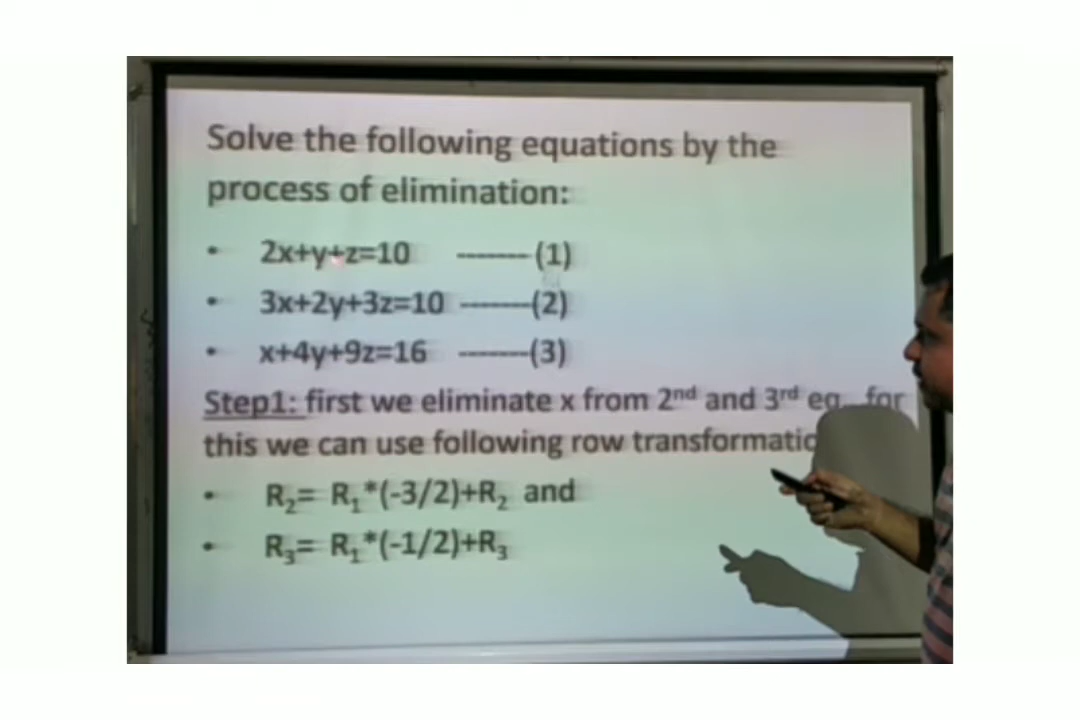 Solve the following equations by the
process of elimination:
• 2x+y+z=10 -------(1)
• 3x+2y+3z=10 -------(2)
• x+4y+9z=16 -------(3)
Step1: first we eliminate x from 2nd and 3rd eq. for
this we can use following row transformatio
• R₂= R₁*(-3/2)+R₂ and
• R₃= R₁*(-1/2)+R₃